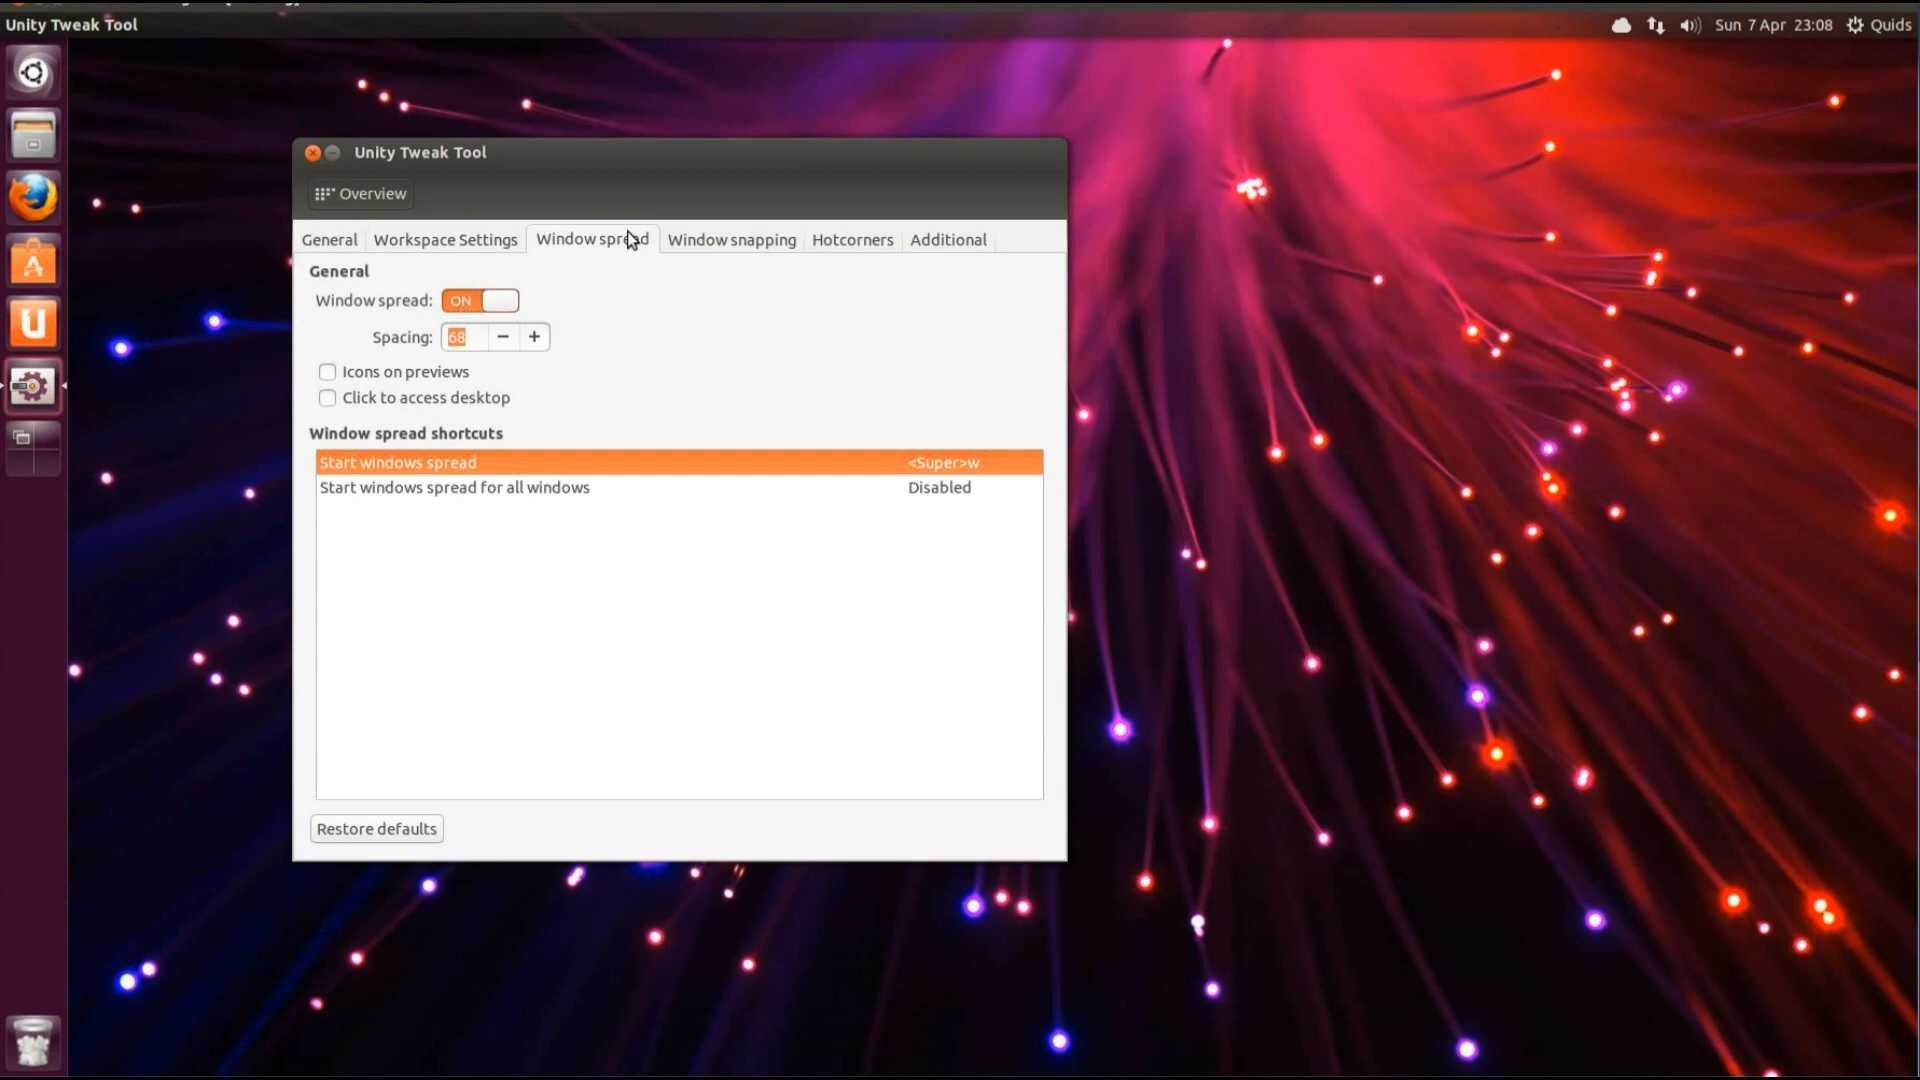 Unity Tweak Tool
Sun 7 Apr 23:08 Quids
Unity Tweak Tool
Overview
General Workspace Settings Window spread Window snapping Hotcorners Additional
General
Window spread: ON
Spacing: 68 − +
Icons on previews
Click to access desktop
Window spread shortcuts
Start windows spread <Super>w
Start windows spread for all windows Disabled
Restore defaults